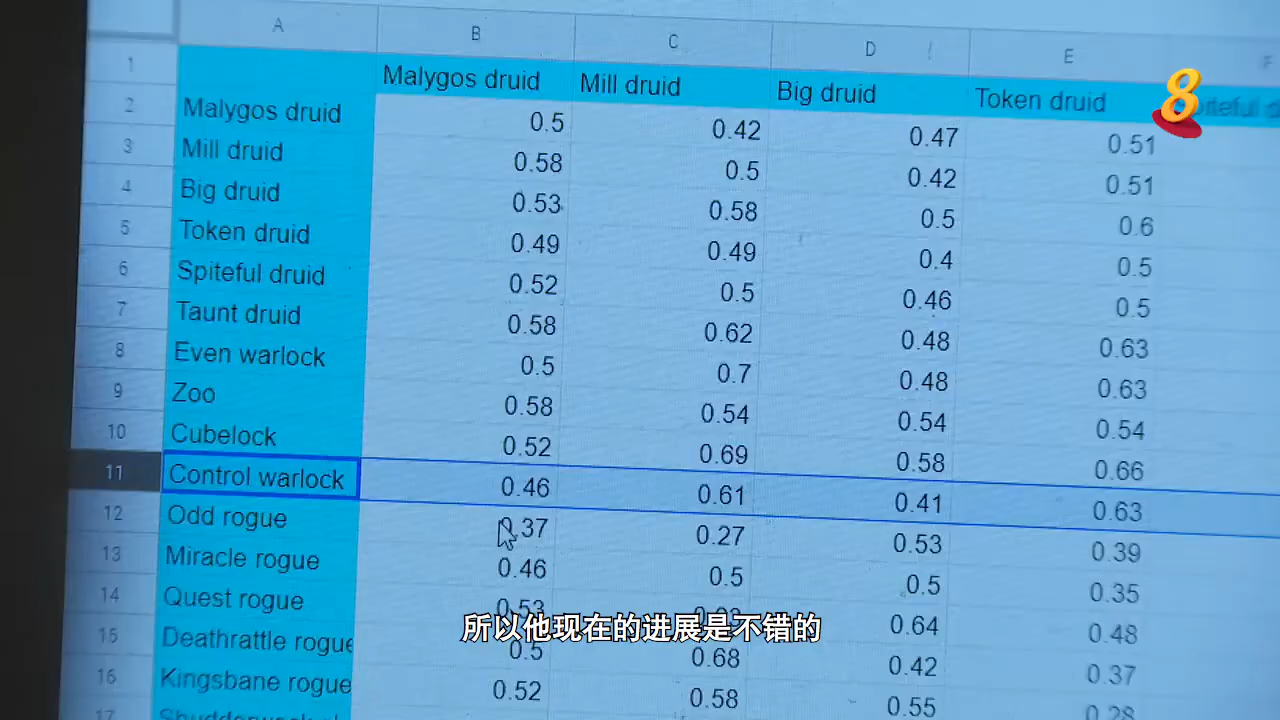 A B C D E F
1 Malygos druid Mill druid Big druid Token druid
2 Malygos druid 0.5 0.42 0.47 0.51
3 Mill druid 0.58 0.5 0.42 0.51
4 Big druid 0.53 0.58 0.5 0.6
5 Token druid 0.49 0.49 0.4 0.5
6 Spiteful druid 0.52 0.5 0.46 0.5
7 Taunt druid 0.58 0.62 0.48 0.63
8 Even warlock 0.5 0.7 0.48 0.63
9 Zoo 0.58 0.54 0.54 0.54
10 Cubelock 0.52 0.69 0.58 0.66
11 Control warlock 0.46 0.61 0.41 0.63
12 Odd rogue 0.37 0.27 0.53 0.39
13 Miracle rogue 0.46 0.5 0.5 0.35
14 Quest rogue 0.53 0.64 0.48
15 Deathrattle rogue 0.5 0.68 0.42 0.37
16 Kingsbane rogue 0.52 0.58 0.55 0.28
17
8
所以他现在的进展是不错的